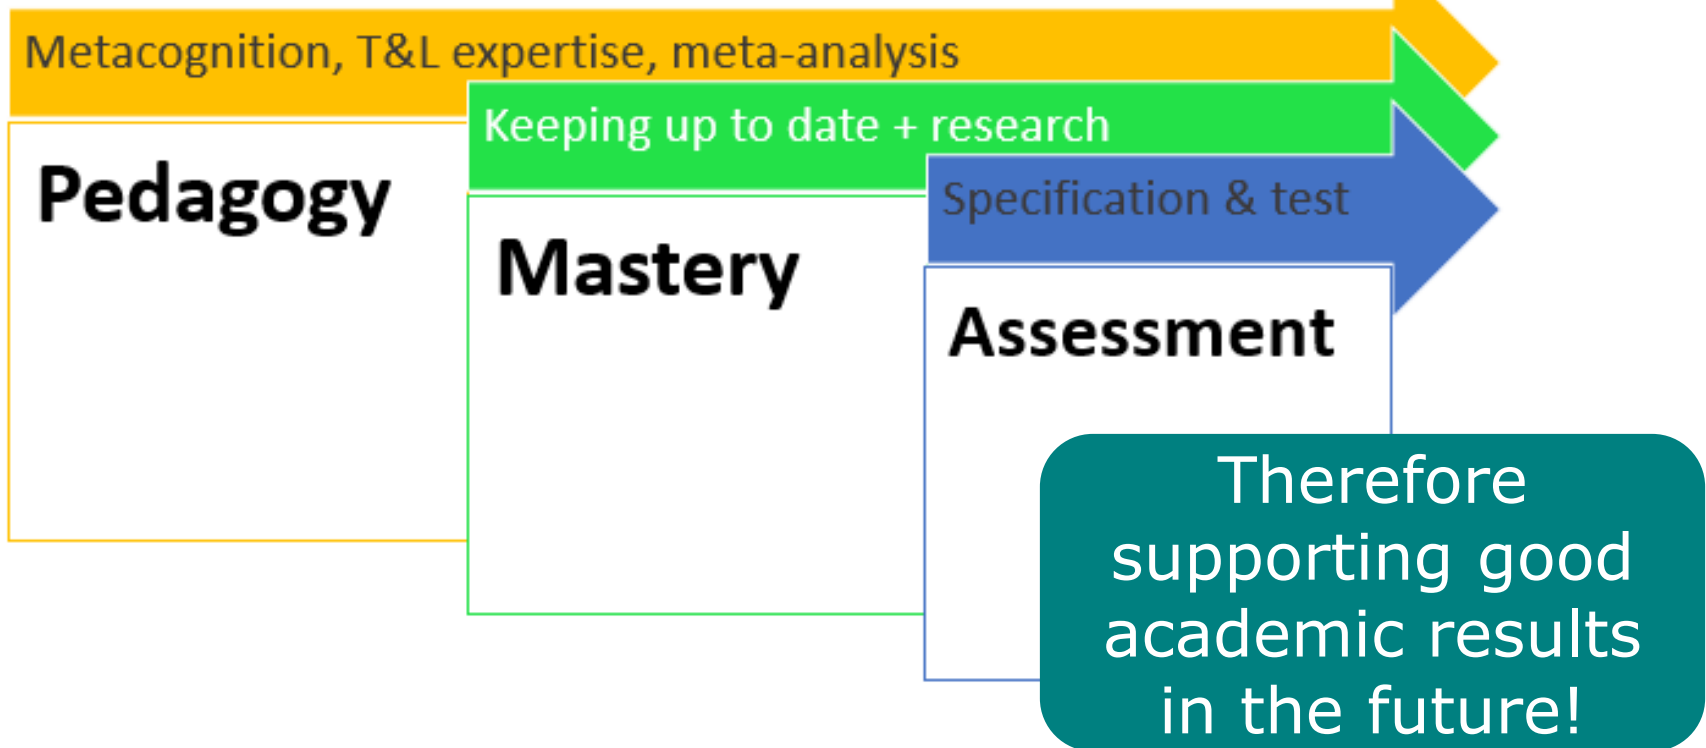 Metacognition, T&L expertise, meta-analysis
Pedagogy
Keeping up to date + research
Mastery
Specification & test
Assessment
Therefore
supporting good
academic results
in the future!